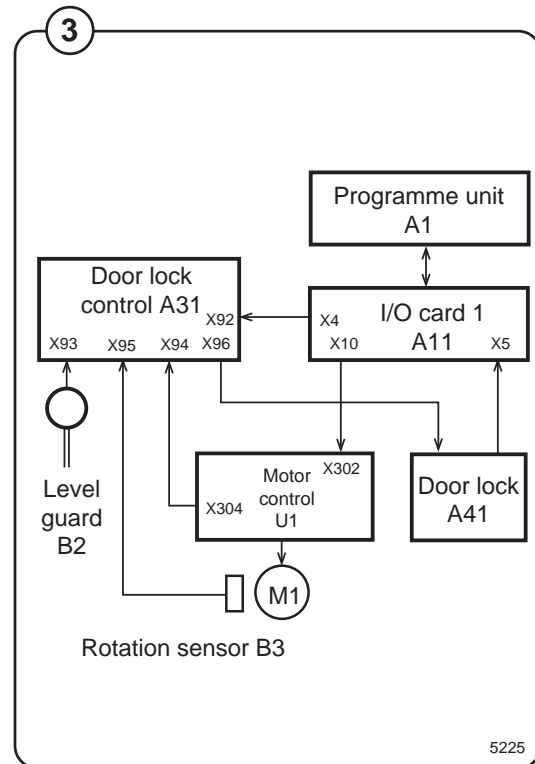 3
Programme unit
A1
Door lock
control A31
X92
X93
X95
X94
X96
I/O card 1
A11
X4
X10
X5
Level
guard
B2
X302
Motor
control
U1
X304
Door lock
A41
M1
Rotation sensor B3
5225